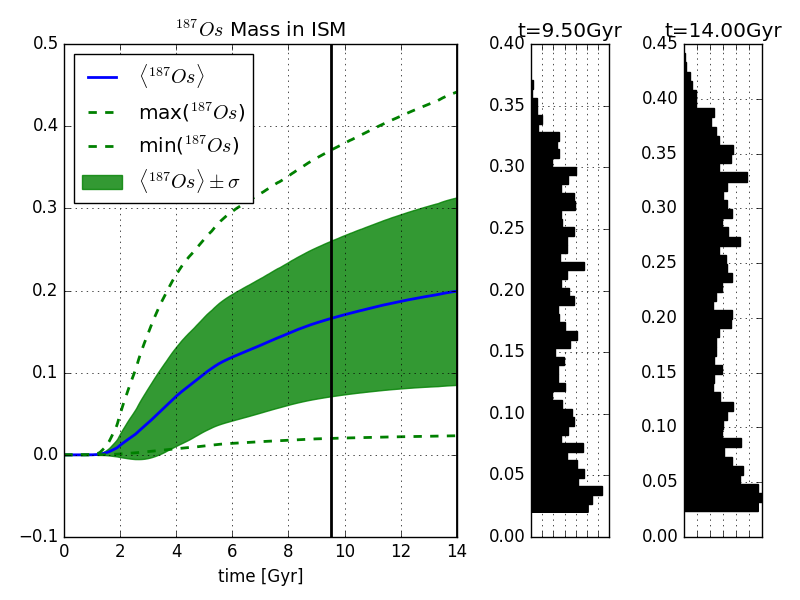 ¹⁸⁷Os Mass in ISM
t=9.50Gyr
t=14.00Gyr
⟨¹⁸⁷Os⟩
max(¹⁸⁷Os)
min(¹⁸⁷Os)
⟨¹⁸⁷Os⟩ ± σ
0.5
0.4
0.3
0.2
0.1
0.0
−0.1
0 2 4 6 8 10 12 14
time [Gyr]
0.40
0.35
0.30
0.25
0.20
0.15
0.10
0.05
0.00
0.45
0.40
0.35
0.30
0.25
0.20
0.15
0.10
0.05
0.00